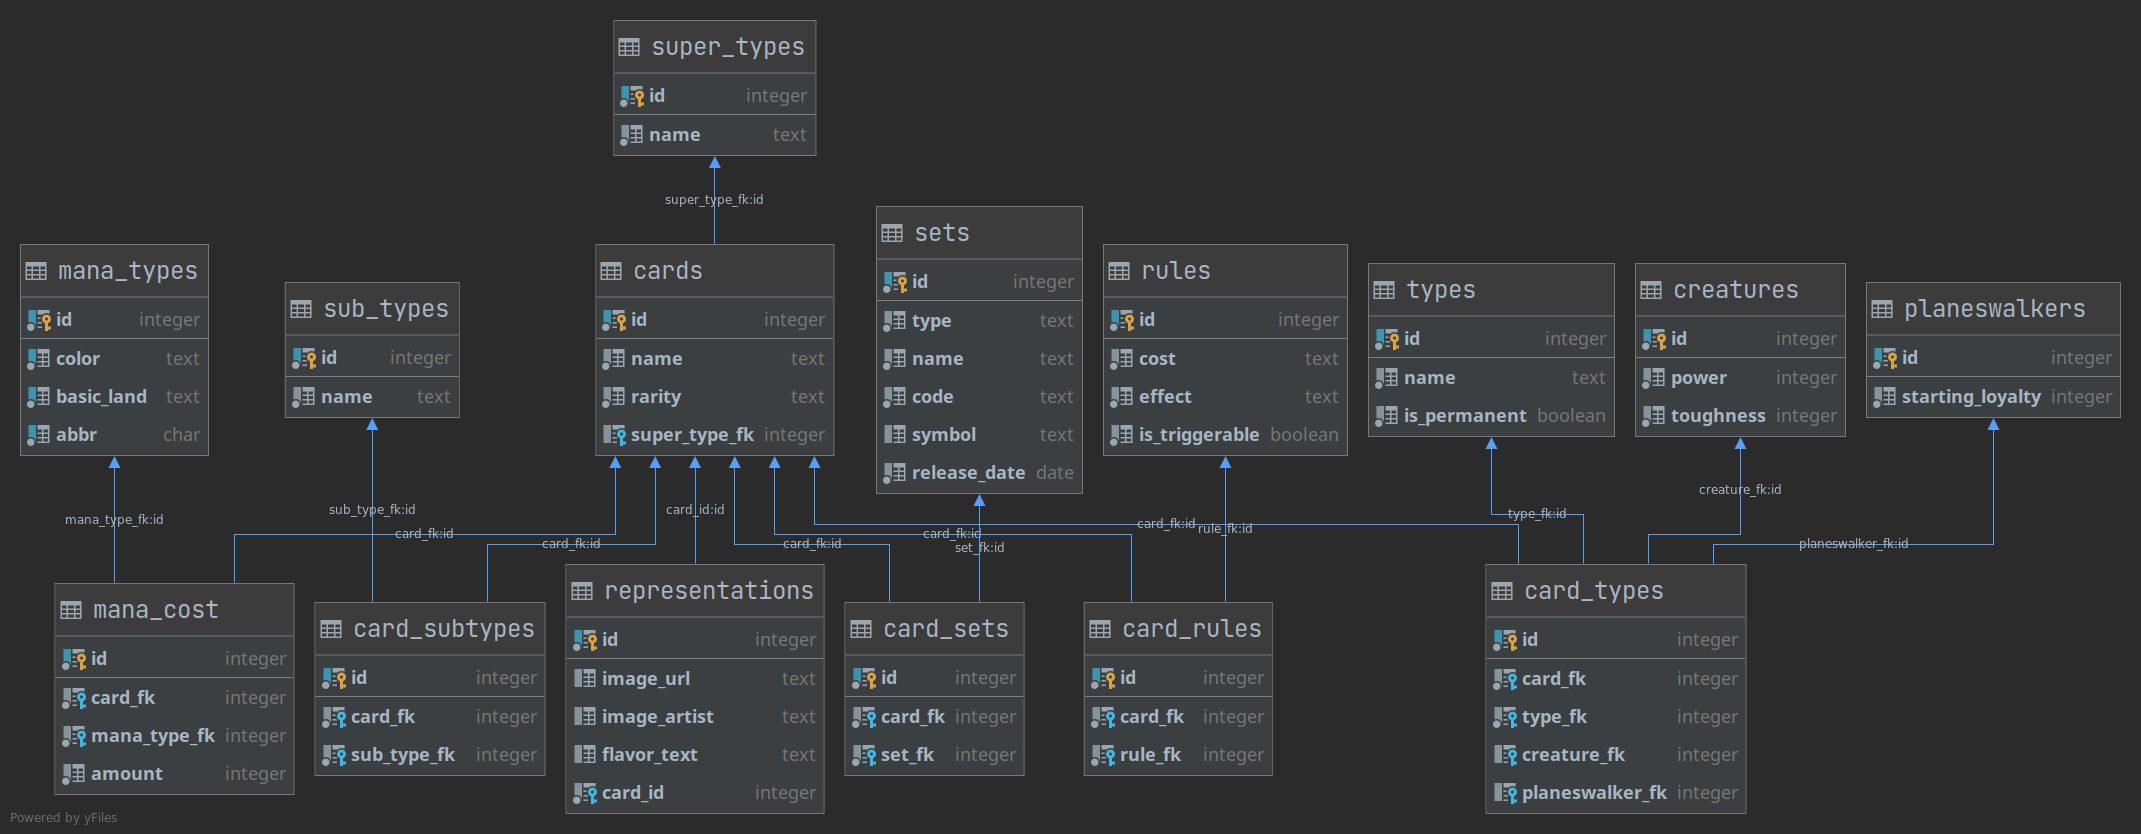 super_types
id integer
name text
super_type_fk:id
mana_types
id integer
color text
basic_land text
abbr char
sub_types
id integer
name text
cards
id integer
name text
rarity text
super_type_fk integer
sets
id integer
type text
name text
code text
symbol text
release_date date
rules
id integer
cost text
effect text
is_triggerable boolean
types
id integer
name text
is_permanent boolean
creatures
id integer
power integer
toughness integer
planeswalkers
id integer
starting_loyalty integer
mana_type_fk:id
sub_type_fk:id
card_fk:id
card_fk:id
card_id:id
card_fk:id
card_fk:id
set_fk:id
card_fk:id
rule_fk:id
type_fk:id
creature_fk:id
planeswalker_fk:id
mana_cost
id integer
card_fk integer
mana_type_fk integer
amount integer
card_subtypes
id integer
card_fk integer
sub_type_fk integer
representations
id integer
image_url text
image_artist text
flavor_text text
card_id integer
card_sets
id integer
card_fk integer
set_fk integer
card_rules
id integer
card_fk integer
rule_fk integer
card_types
id integer
card_fk integer
type_fk integer
creature_fk integer
planeswalker_fk integer
Powered by yFiles